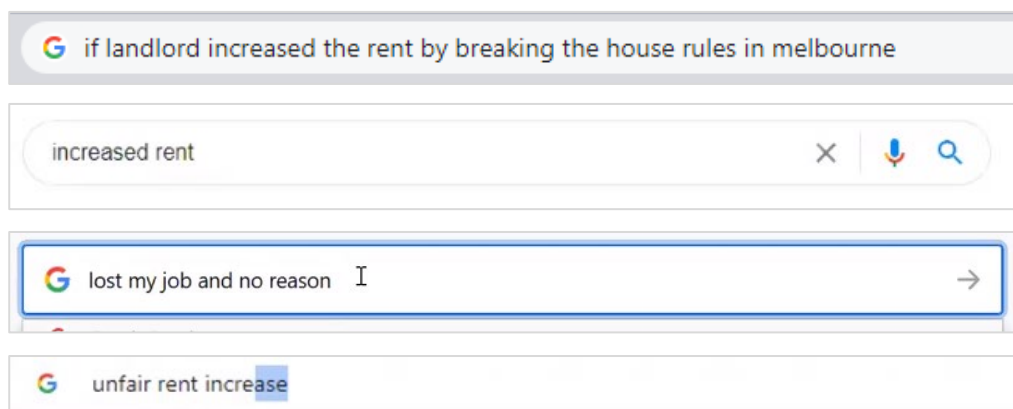 if landlord increased the rent by breaking the house rules in melbourne
increased rent
lost my job and no reason
unfair rent increase